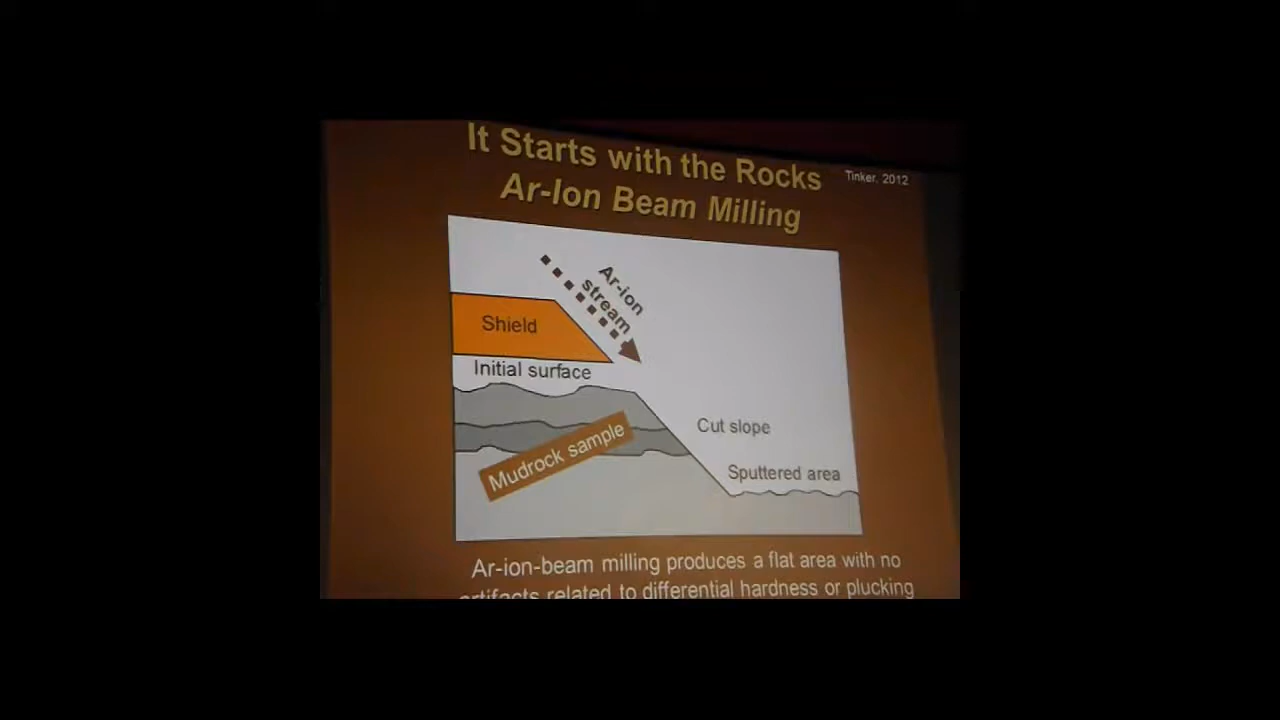 It Starts with the Rocks
Tinker, 2012
Ar-Ion Beam Milling
Ar-ion
stream
Shield
Initial surface
Mudrock sample
Cut slope
Sputtered area
Ar-ion-beam milling produces a flat area with no
artifacts related to differential hardness or plucking